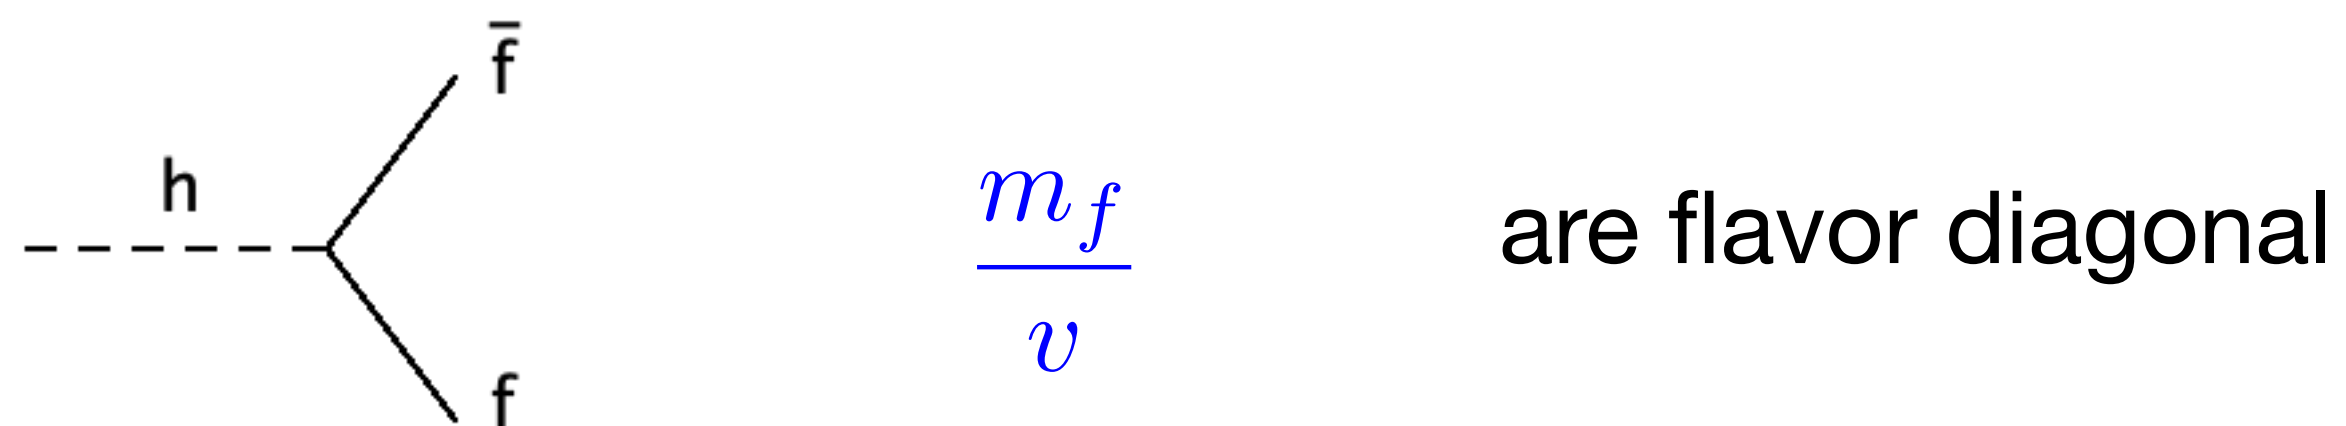 f̄
h
m_f
v
are flavor diagonal
f